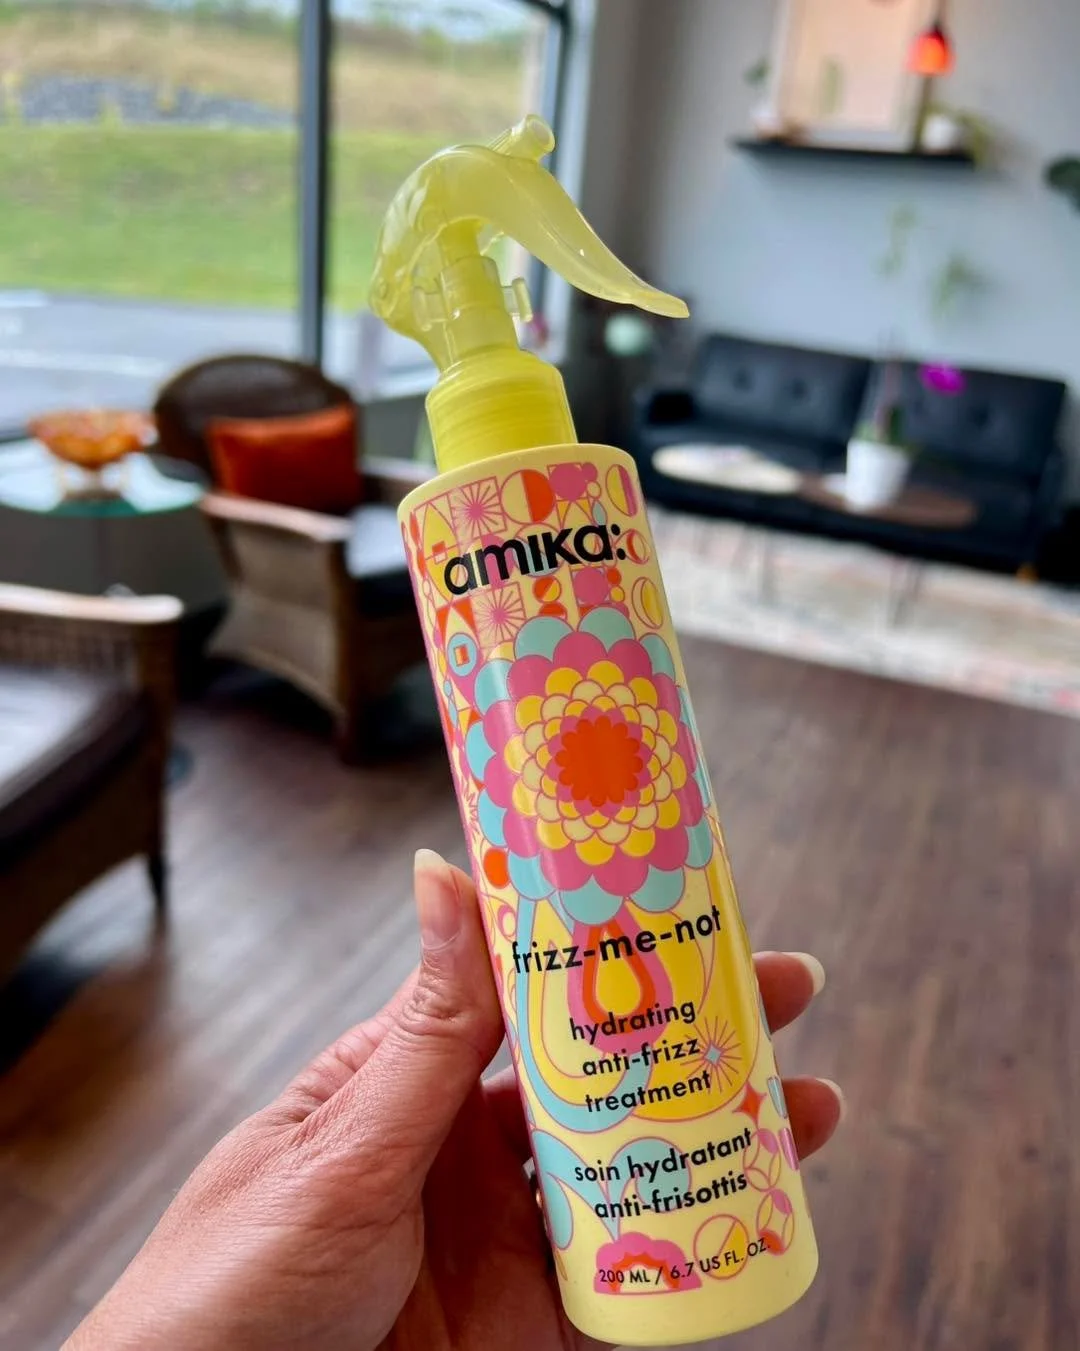 amika:
frizz-me-not
hydrating
anti-frizz
treatment
soin hydratant
anti-frisottis
200 ML / 6.7 US FL. OZ.